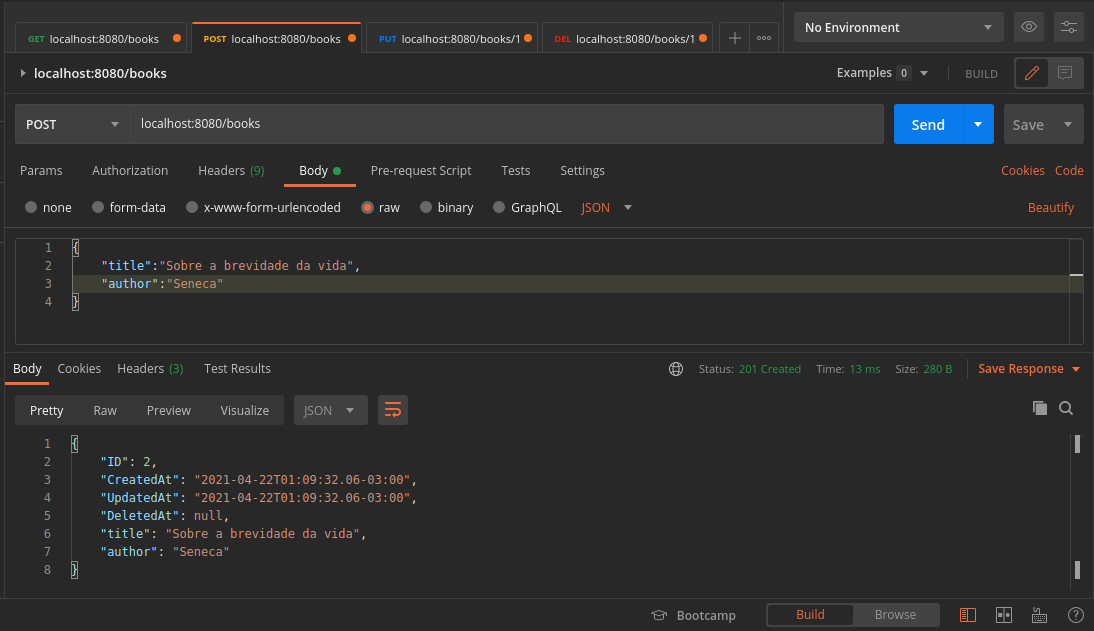 GET localhost:8080/books POST localhost:8080/books PUT localhost:8080/books/1 DEL localhost:8080/books/1 No Environment
localhost:8080/books Examples 0 BUILD
POST localhost:8080/books Send Save
Params Authorization Headers (9) Body Pre-request Script Tests Settings Cookies Code
none form-data x-www-form-urlencoded raw binary GraphQL JSON Beautify
1 {
2 "title":"Sobre a brevidade da vida",
3 "author":"Seneca"
4 }
Body Cookies Headers (3) Test Results Status: 201 Created Time: 13 ms Size: 280 B Save Response
Pretty Raw Preview Visualize JSON
1 {
2 "ID": 2,
3 "CreatedAt": "2021-04-22T01:09:32.06-03:00",
4 "UpdatedAt": "2021-04-22T01:09:32.06-03:00",
5 "DeletedAt": null,
6 "title": "Sobre a brevidade da vida",
7 "author": "Seneca"
8 }
Bootcamp Build Browse